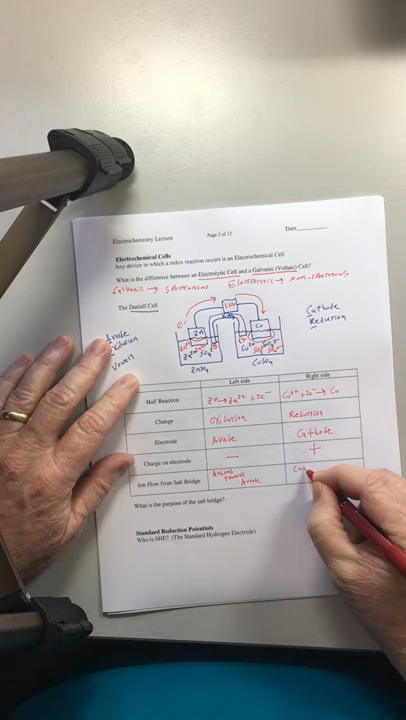 Electrochemistry Lecture Page 2 of 12 Date
Electrochemical Cells
Any device in which a redox reaction occurs is an Electrochemical Cell
What is the difference between an Electrolytic Cell and a Galvanic (Voltaic) Cell?
Galvanic → Spontaneous Electrolytic → Non-spontaneous
The Daniell Cell
Cathode
Reduction
Anode
Oxidation
Vowels
e-
1.10V
Zn
Cu
ZnSO4
CuSO4
Left side Right side
Half Reaction Zn → Zn2+ + 2e- Cu2+ + 2e- → Cu
Change Oxidation Reduction
Electrode Anode Cathode
Charge on electrode — +
Ion Flow from Salt Bridge Anions Anode
What is the purpose of the salt bridge?
Standard Reduction Potentials
Who is SHE? (The Standard Hydrogen Electrode)